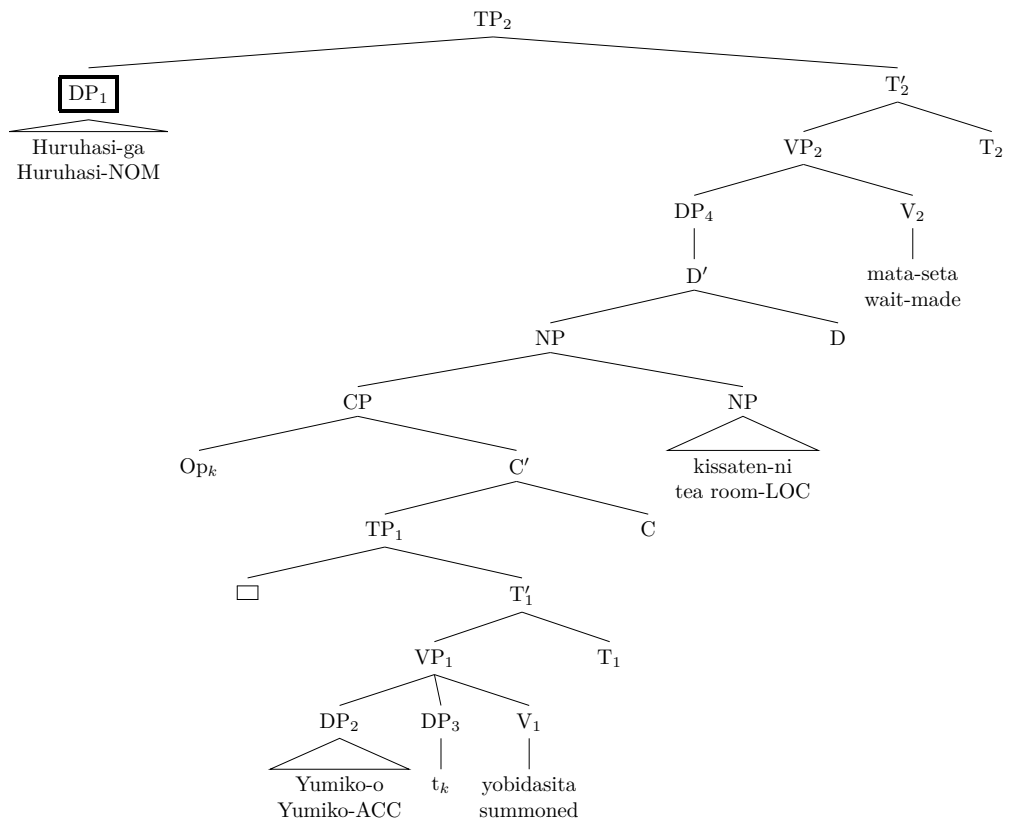 TP₂
DP₁ T′₂
Huruhasi-ga
Huruhasi-NOM
VP₂ T₂
DP₄ V₂
mata-seta
wait-made
D′
NP D
CP NP
kissaten-ni
tea room-LOC
Opₖ C′
TP₁ C
T′₁
VP₁ T₁
DP₂ DP₃ V₁
Yumiko-o tₖ yobidasita
Yumiko-ACC summoned